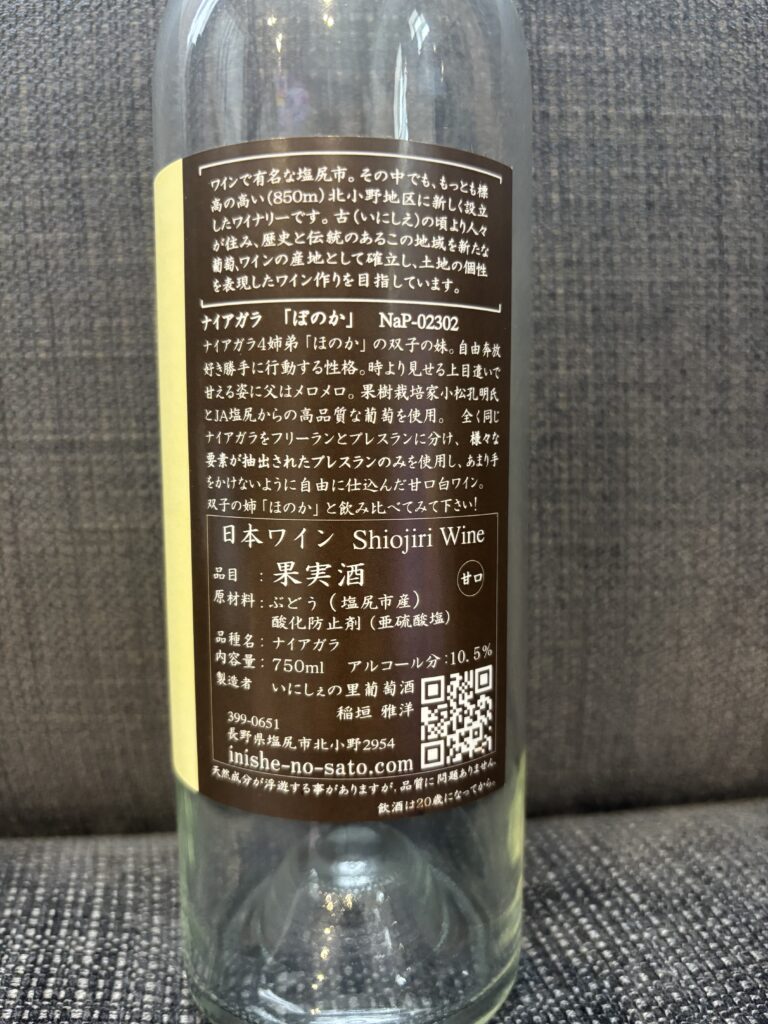 ワインで有名な塩尻市。その中でも、もっとも標
高の高い(850m)北小野地区に新しく設立
したワイナリーです。古(いにしえ)の頃より人々
が住み、歴史と伝統のあるこの地域を新たな
葡萄、ワインの産地として確立し、土地の個性
を表現したワイン作りを目指しています。
ナイアガラ 「ぽのか」 NaP-02302
ナイアガラ4姉弟「ほのか」の双子の妹。自由奔放
好き勝手に行動する性格。時より見せる上目遣いで
甘える姿に父はメロメロ。果樹栽培家小松孔明氏
とJA塩尻からの高品質な葡萄を使用。 全く同じ
ナイアガラをフリーランとプレスランに分け、様々な
要素が抽出されたプレスランのみを使用し、あまり手
をかけないように自由に仕込んだ甘口白ワイン。
双子の姉「ほのか」と飲み比べてみて下さい!
日本ワイン Shiojiri Wine
品目 : 果実酒 甘口
原材料 : ぶどう(塩尻市産)
酸化防止剤(亜硫酸塩)
品種名 : ナイアガラ
内容量 : 750ml アルコール分 : 10.5%
製造者 いにしぇの里葡萄酒
稲垣 雅洋
399-0651
長野県塩尻市北小野2954
inishe-no-sato.com
天然成分が浮遊する事がありますが、品質に問題ありません。
飲酒は20歳になってから。